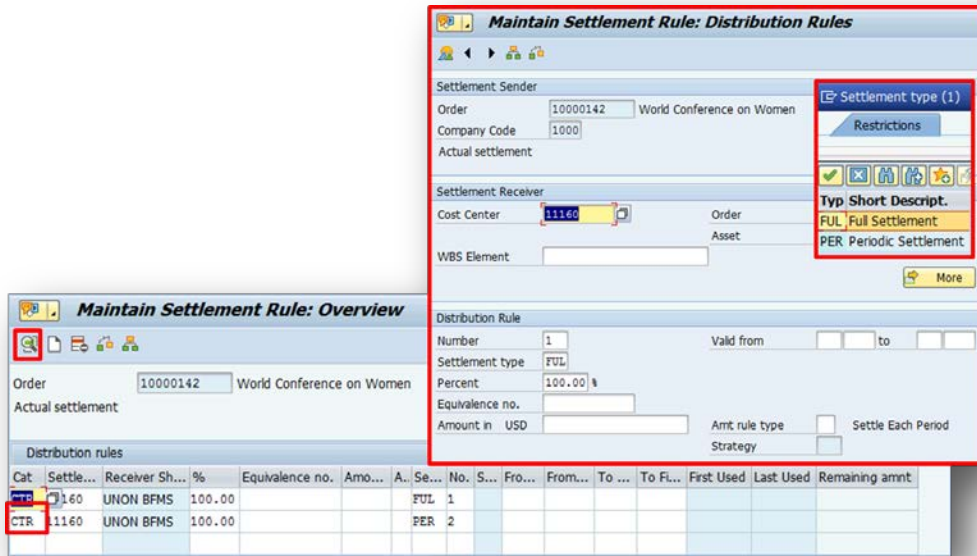 Maintain Settlement Rule: Distribution Rules
Settlement Sender
Order 10000142 World Conference on Women
Company Code 1000
Actual settlement
Settlement Receiver
Cost Center 11160 Order
Asset
WBS Element
More
Distribution Rule
Number 1 Valid from to
Settlement type FUL
Percent 100.00 %
Equivalence no.
Amount in USD Amt rule type Settle Each Period
Strategy
Settlement type (1)
Restrictions
Typ Short Descript.
FUL Full Settlement
PER Periodic Settlement
Maintain Settlement Rule: Overview
Order 10000142 World Conference on Women
Actual settlement
Distribution rules
Cat Settle... Receiver Sh... % Equivalence no. Amo... A.. Se... No. S... Fro... From... To ... To Fi... First Used Last Used Remaining amnt
CTR 160 UNON BFMS 100.00 FUL 1
CTR 11160 UNON BFMS 100.00 PER 2